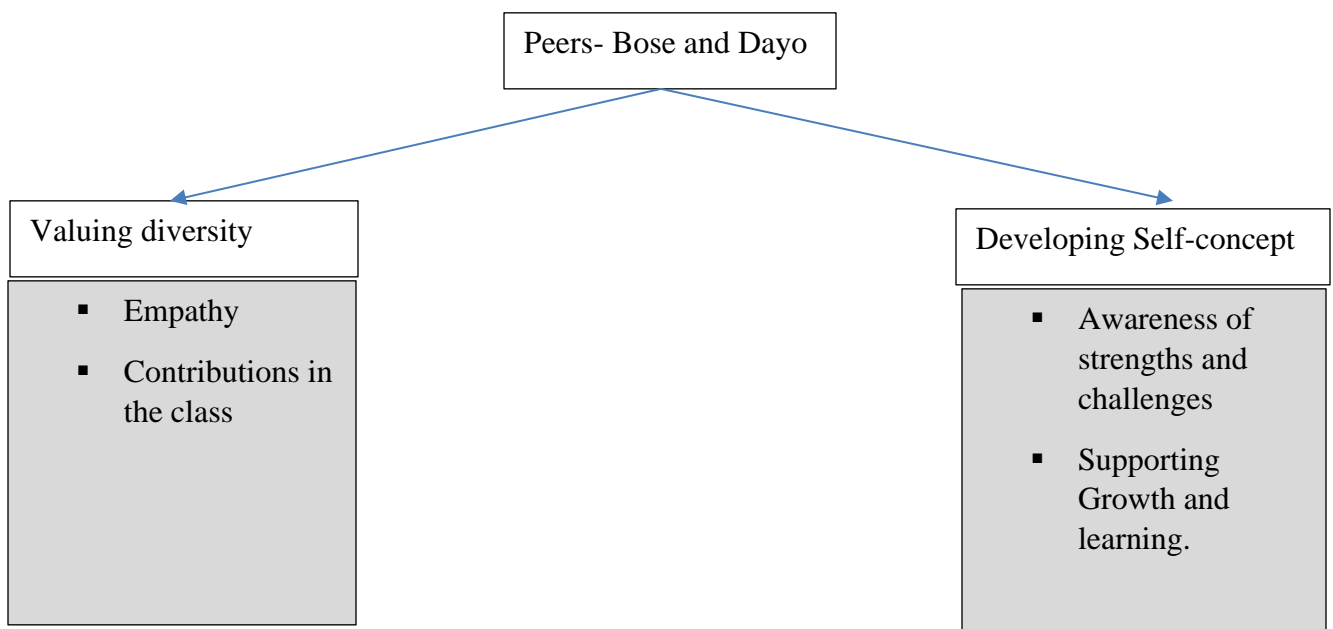 Peers- Bose and Dayo
Valuing diversity
▪ Empathy
▪ Contributions in
the class
Developing Self-concept
▪ Awareness of
strengths and
challenges
▪ Supporting
Growth and
learning.